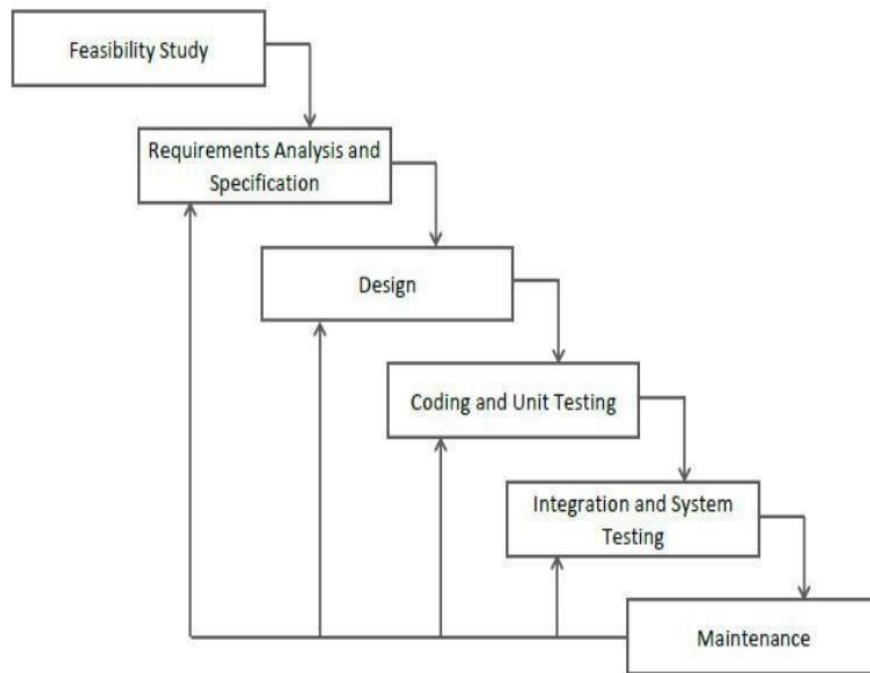 Feasibility Study
Requirements Analysis and
Specification
Design
Coding and Unit Testing
Integration and System
Testing
Maintenance